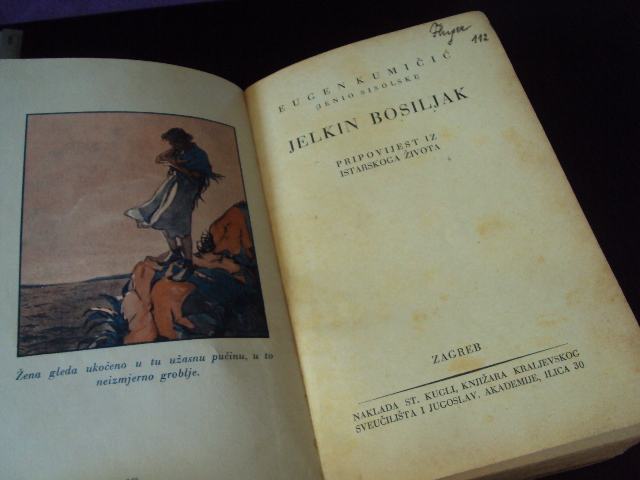 Žena gleda ukočeno u tu užasnu pučinu, u to
neizmjerno groblje.
112
EUGEN KUMIČIĆ
JENIO SISOLSKI
JELKIN BOSILJAK
PRIPOVIJEST IZ
ISTARSKOGA ŽIVOTA
ZAGREB
NAKLADA ST. KUGLI, KNJIŽARA KRALJEVSKOG
SVEUČILIŠTA I JUGOSLAV. AKADEMIJE, ILICA 30